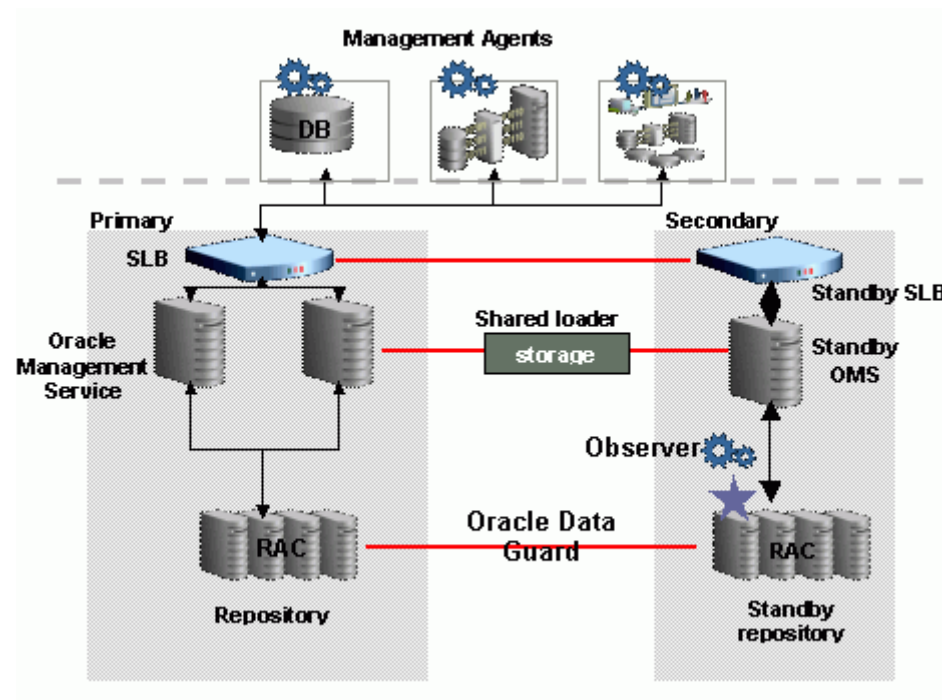 Management Agents
DB
Primary
Secondary
SLB
Standby SLB
Shared loader
storage
Oracle
Management
Service
Standby
OMS
Observer
Oracle Data
Guard
RAC
RAC
Repository
Standby
repository